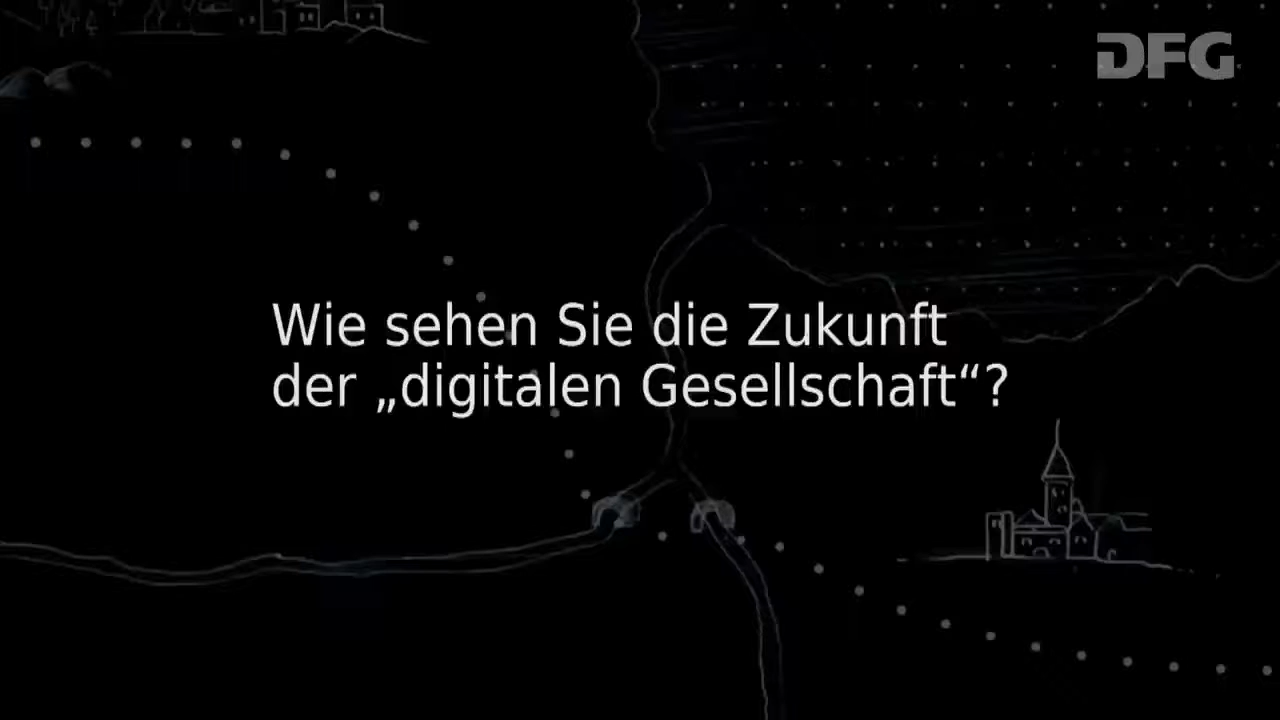 DFG
Wie sehen Sie die Zukunft
der „digitalen Gesellschaft“?